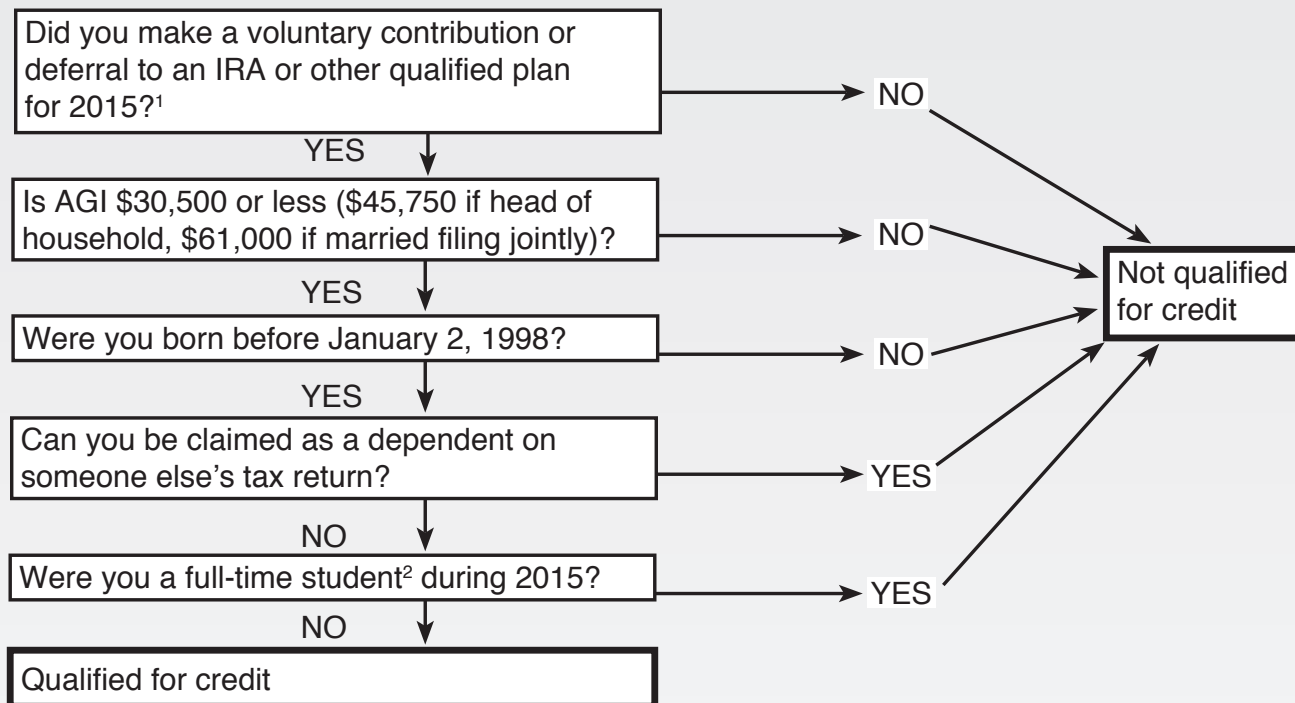 Did you make a voluntary contribution or
deferral to an IRA or other qualified plan
for 2015?¹
NO
YES
Is AGI $30,500 or less ($45,750 if head of
household, $61,000 if married filing jointly)?
NO
Not qualified
for credit
YES
Were you born before January 2, 1998?
NO
YES
Can you be claimed as a dependent on
someone else's tax return?
YES
NO
Were you a full-time student² during 2015?
YES
NO
Qualified for credit